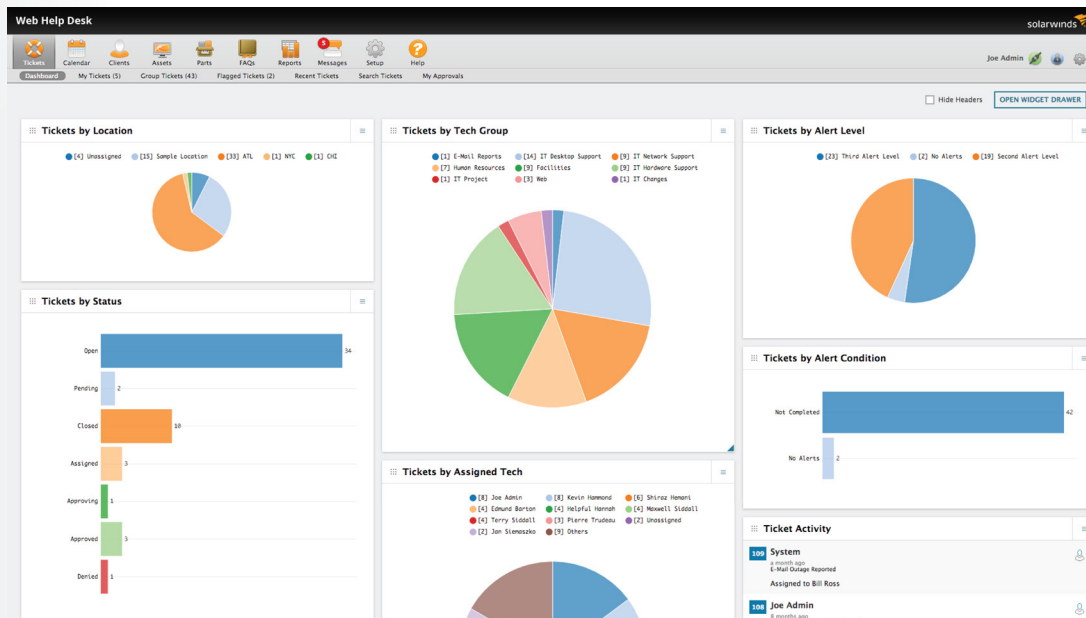 Web Help Desk
solarwinds
5
Tickets Calendar Clients Assets Parts FAQs Reports Messages Setup Help
Joe Admin
Dashboard My Tickets (5) Group Tickets (43) Flagged Tickets (2) Recent Tickets Search Tickets My Approvals
Hide Headers OPEN WIDGET DRAWER
Tickets by Location
[4] Unassigned [15] Sample Location [33] ATL [1] NYC [1] CHI
Tickets by Status
Open 34
Pending 2
Closed 10
Assigned 3
Approving 1
Approved 3
Denied 1
Tickets by Tech Group
[1] E-Mail Reports [14] IT Desktop Support [9] IT Network Support
[7] Human Resources [9] Facilities [9] IT Hardware Support
[1] IT Project [3] Web [1] IT Changes
Tickets by Assigned Tech
[8] Joe Admin [8] Kevin Hammond [6] Shiraz Hemani
[4] Edmund Barton [4] Helpful Hannah [4] Maxwell Siddall
[4] Terry Siddall [3] Pierre Trudeau [2] Unassigned
[2] Jan Siemaszko [9] Others
Tickets by Alert Level
[23] Third Alert Level [2] No Alerts [19] Second Alert Level
Tickets by Alert Condition
Not Completed 42
No Alerts 2
Ticket Activity
109 System
a month ago
E-Mail Outage Reported
Assigned to Bill Ross
108 Joe Admin
8 months ago